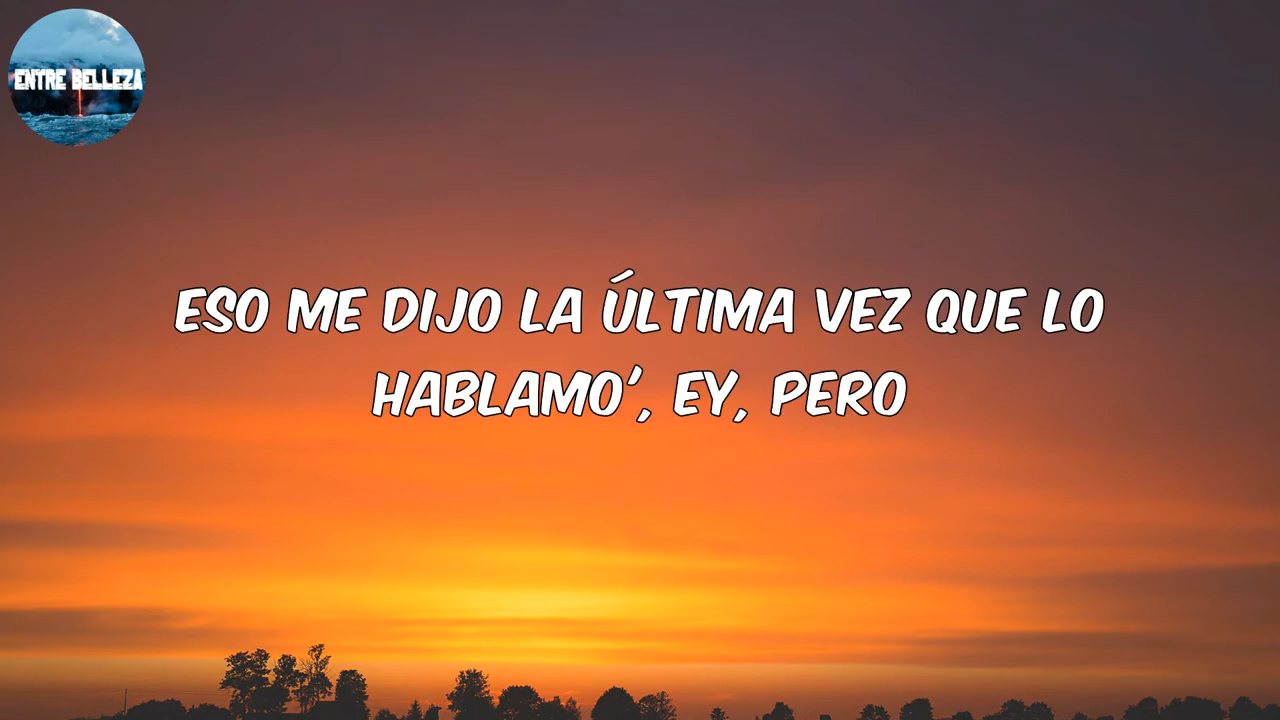 ENTRE BELLEZA
ESO ME DIJO LA ÚLTIMA VEZ QUE LO
HABLAMO', EY, PERO